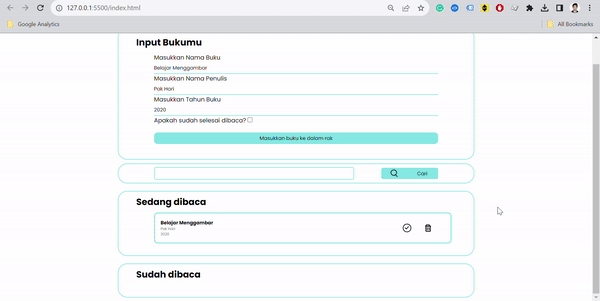 127.0.0.1:5500/index.html
Google Analytics
All Bookmarks
Input Bukumu
Masukkan Nama Buku
Belajar Menggambar
Masukkan Nama Penulis
Pak Hari
Masukkan Tahun Buku
2020
Apakah sudah selesai dibaca?
Masukkan buku ke dalam rak
Cari
Sedang dibaca
Belajar Menggambar
Pak Hari
2020
Sudah dibaca